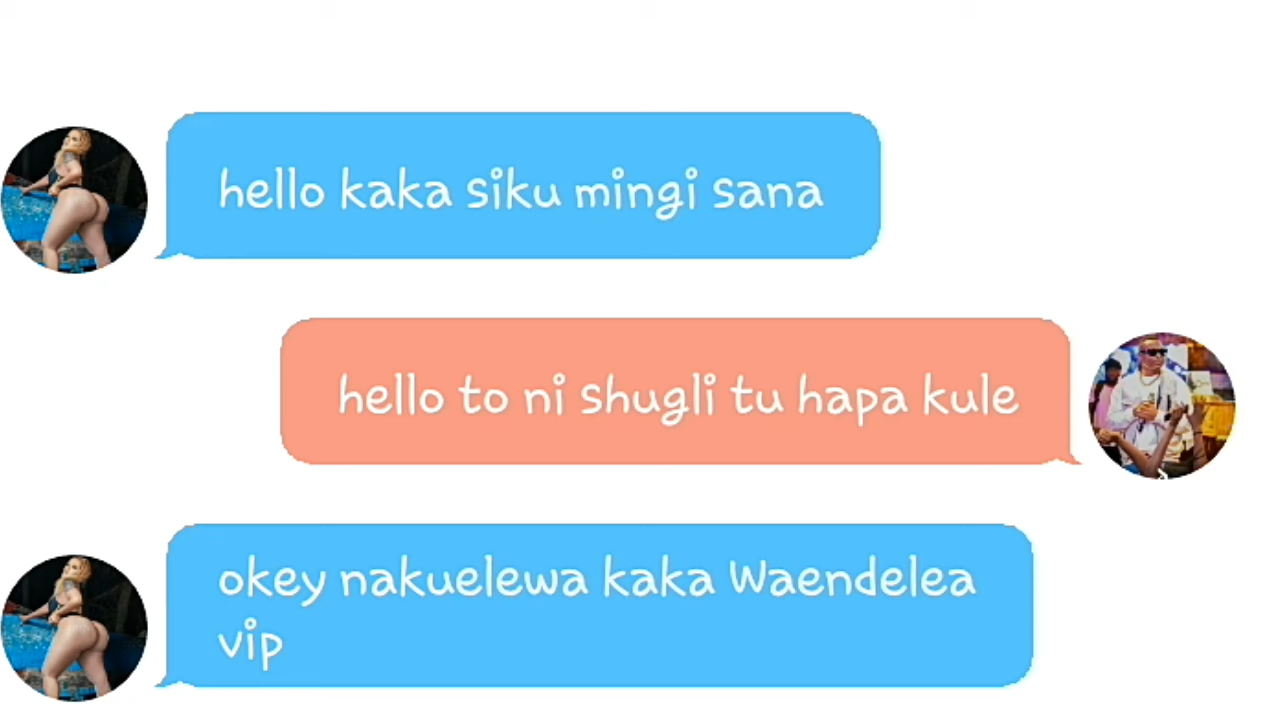 hello kaka siku mingi sana
hello to ni shugli tu hapa kule
okey nakuelewa kaka Waendelea
vip